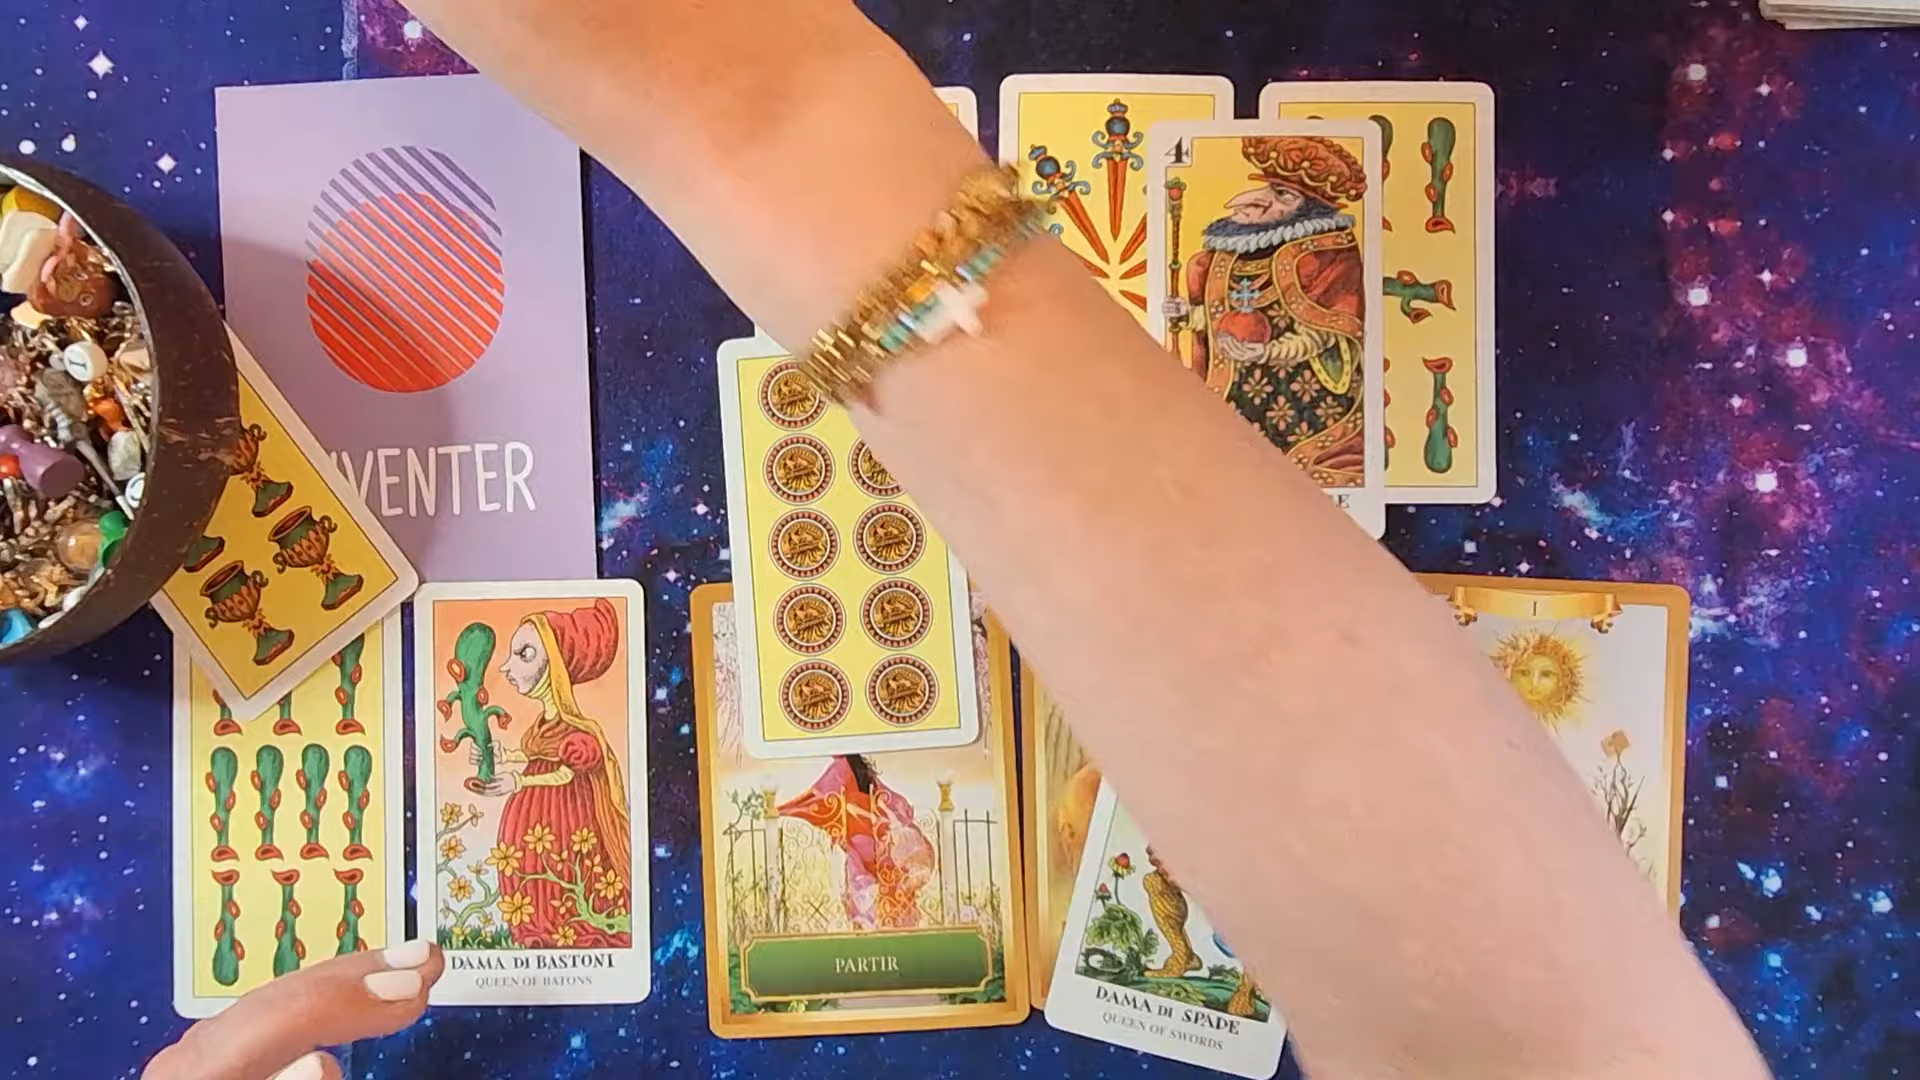 4
VENTER
I
DAMA DI BASTONI
QUEEN OF BATONS
PARTIR
DAMA DI SPADE
QUEEN OF SWORDS